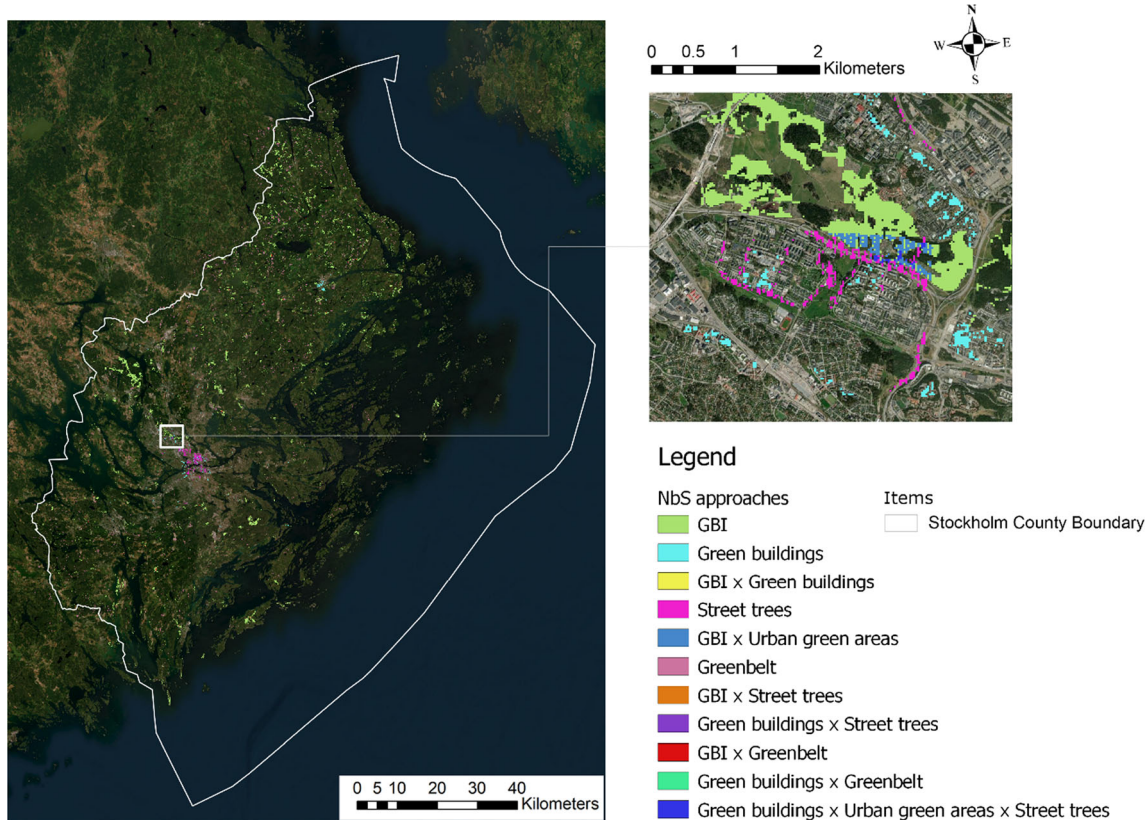 N
W E
S
0 0.5 1 2
Kilometers
0 5 10 20 30 40
Kilometers
Legend
NbS approaches
GBI
Green buildings
GBI x Green buildings
Street trees
GBI x Urban green areas
Greenbelt
GBI x Street trees
Green buildings x Street trees
GBI x Greenbelt
Green buildings x Greenbelt
Green buildings x Urban green areas x Street trees
Items
Stockholm County Boundary